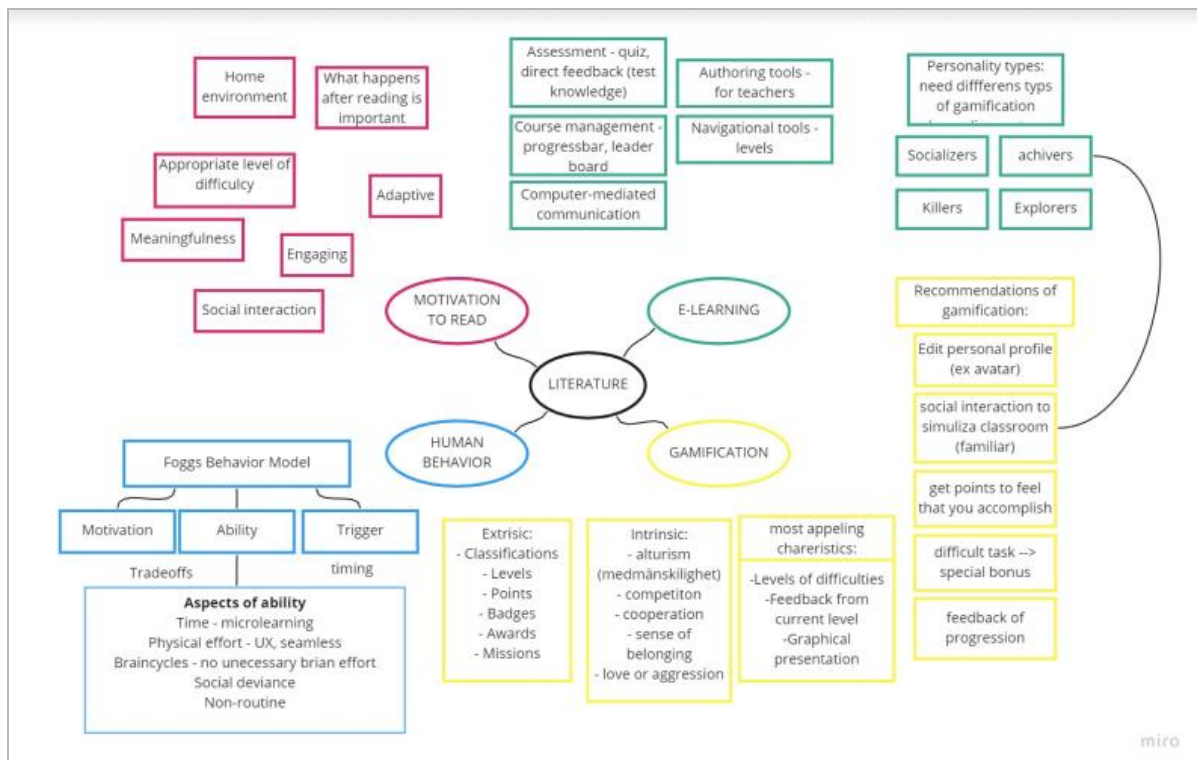 Home
environment
What happens
after reading is
important
Appropriate level of
difficulcy
Adaptive
Meaningfulness
Engaging
Social interaction
Assessment - quiz,
direct feedback (test
knowledge)
Authoring tools -
for teachers
Course management -
progressbar, leader
board
Navigational tools -
levels
Computer-mediated
communication
Personality types:
need differens typs
of gamification
Socializers
achivers
Killers
Explorers
MOTIVATION
TO READ
E-LEARNING
LITERATURE
HUMAN
BEHAVIOR
GAMIFICATION
Recommendations of
gamification:
Edit personal profile
(ex avatar)
social interaction to
simuliza classroom
(familiar)
get points to feel
that you accomplish
difficult task -->
special bonus
feedback of
progression
Foggs Behavior Model
Motivation
Ability
Trigger
Tradeoffs
timing
Aspects of ability
Time - microlearning
Physical effort - UX, seamless
Braincycles - no unecessary brian effort
Social deviance
Non-routine
Extrisic:
- Classifications
- Levels
- Points
- Badges
- Awards
- Missions
Intrinsic:
- alturism
(medmänskilighet)
- competiton
- cooperation
- sense of
belonging
- love or aggression
most appeling
chareristics:
-Levels of difficulties
-Feedback from
current level
-Graphical
presentation
miro